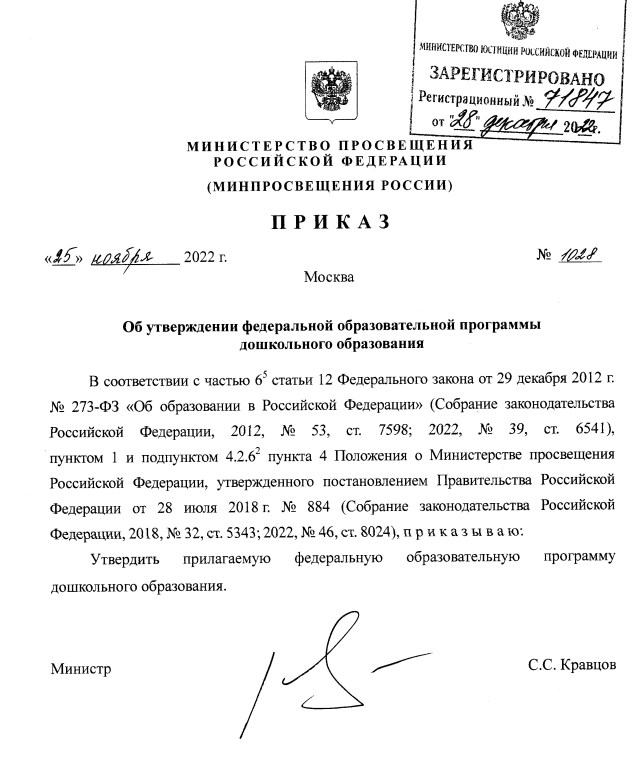 МИНИСТЕРСТВО ЮСТИЦИИ РОССИЙСКОЙ ФЕДЕРАЦИИ
ЗАРЕГИСТРИРОВАНО
Регистрационный № 71847
от "28" декабря 2022г.
МИНИСТЕРСТВО ПРОСВЕЩЕНИЯ
РОССИЙСКОЙ ФЕДЕРАЦИИ
(МИНПРОСВЕЩЕНИЯ РОССИИ)
П Р И К А З
«25» ноября 2022 г.
№ 1028
Москва
Об утверждении федеральной образовательной программы
дошкольного образования
В соответствии с частью 6⁵ статьи 12 Федерального закона от 29 декабря 2012 г.
№ 273-ФЗ «Об образовании в Российской Федерации» (Собрание законодательства
Российской Федерации, 2012, № 53, ст. 7598; 2022, № 39, ст. 6541),
пунктом 1 и подпунктом 4.2.6² пункта 4 Положения о Министерстве просвещения
Российской Федерации, утвержденного постановлением Правительства Российской
Федерации от 28 июля 2018 г. № 884 (Собрание законодательства Российской
Федерации, 2018, № 32, ст. 5343; 2022, № 46, ст. 8024), п р и к а з ы в а ю:
Утвердить прилагаемую федеральную образовательную программу
дошкольного образования.
Министр
С.С. Кравцов